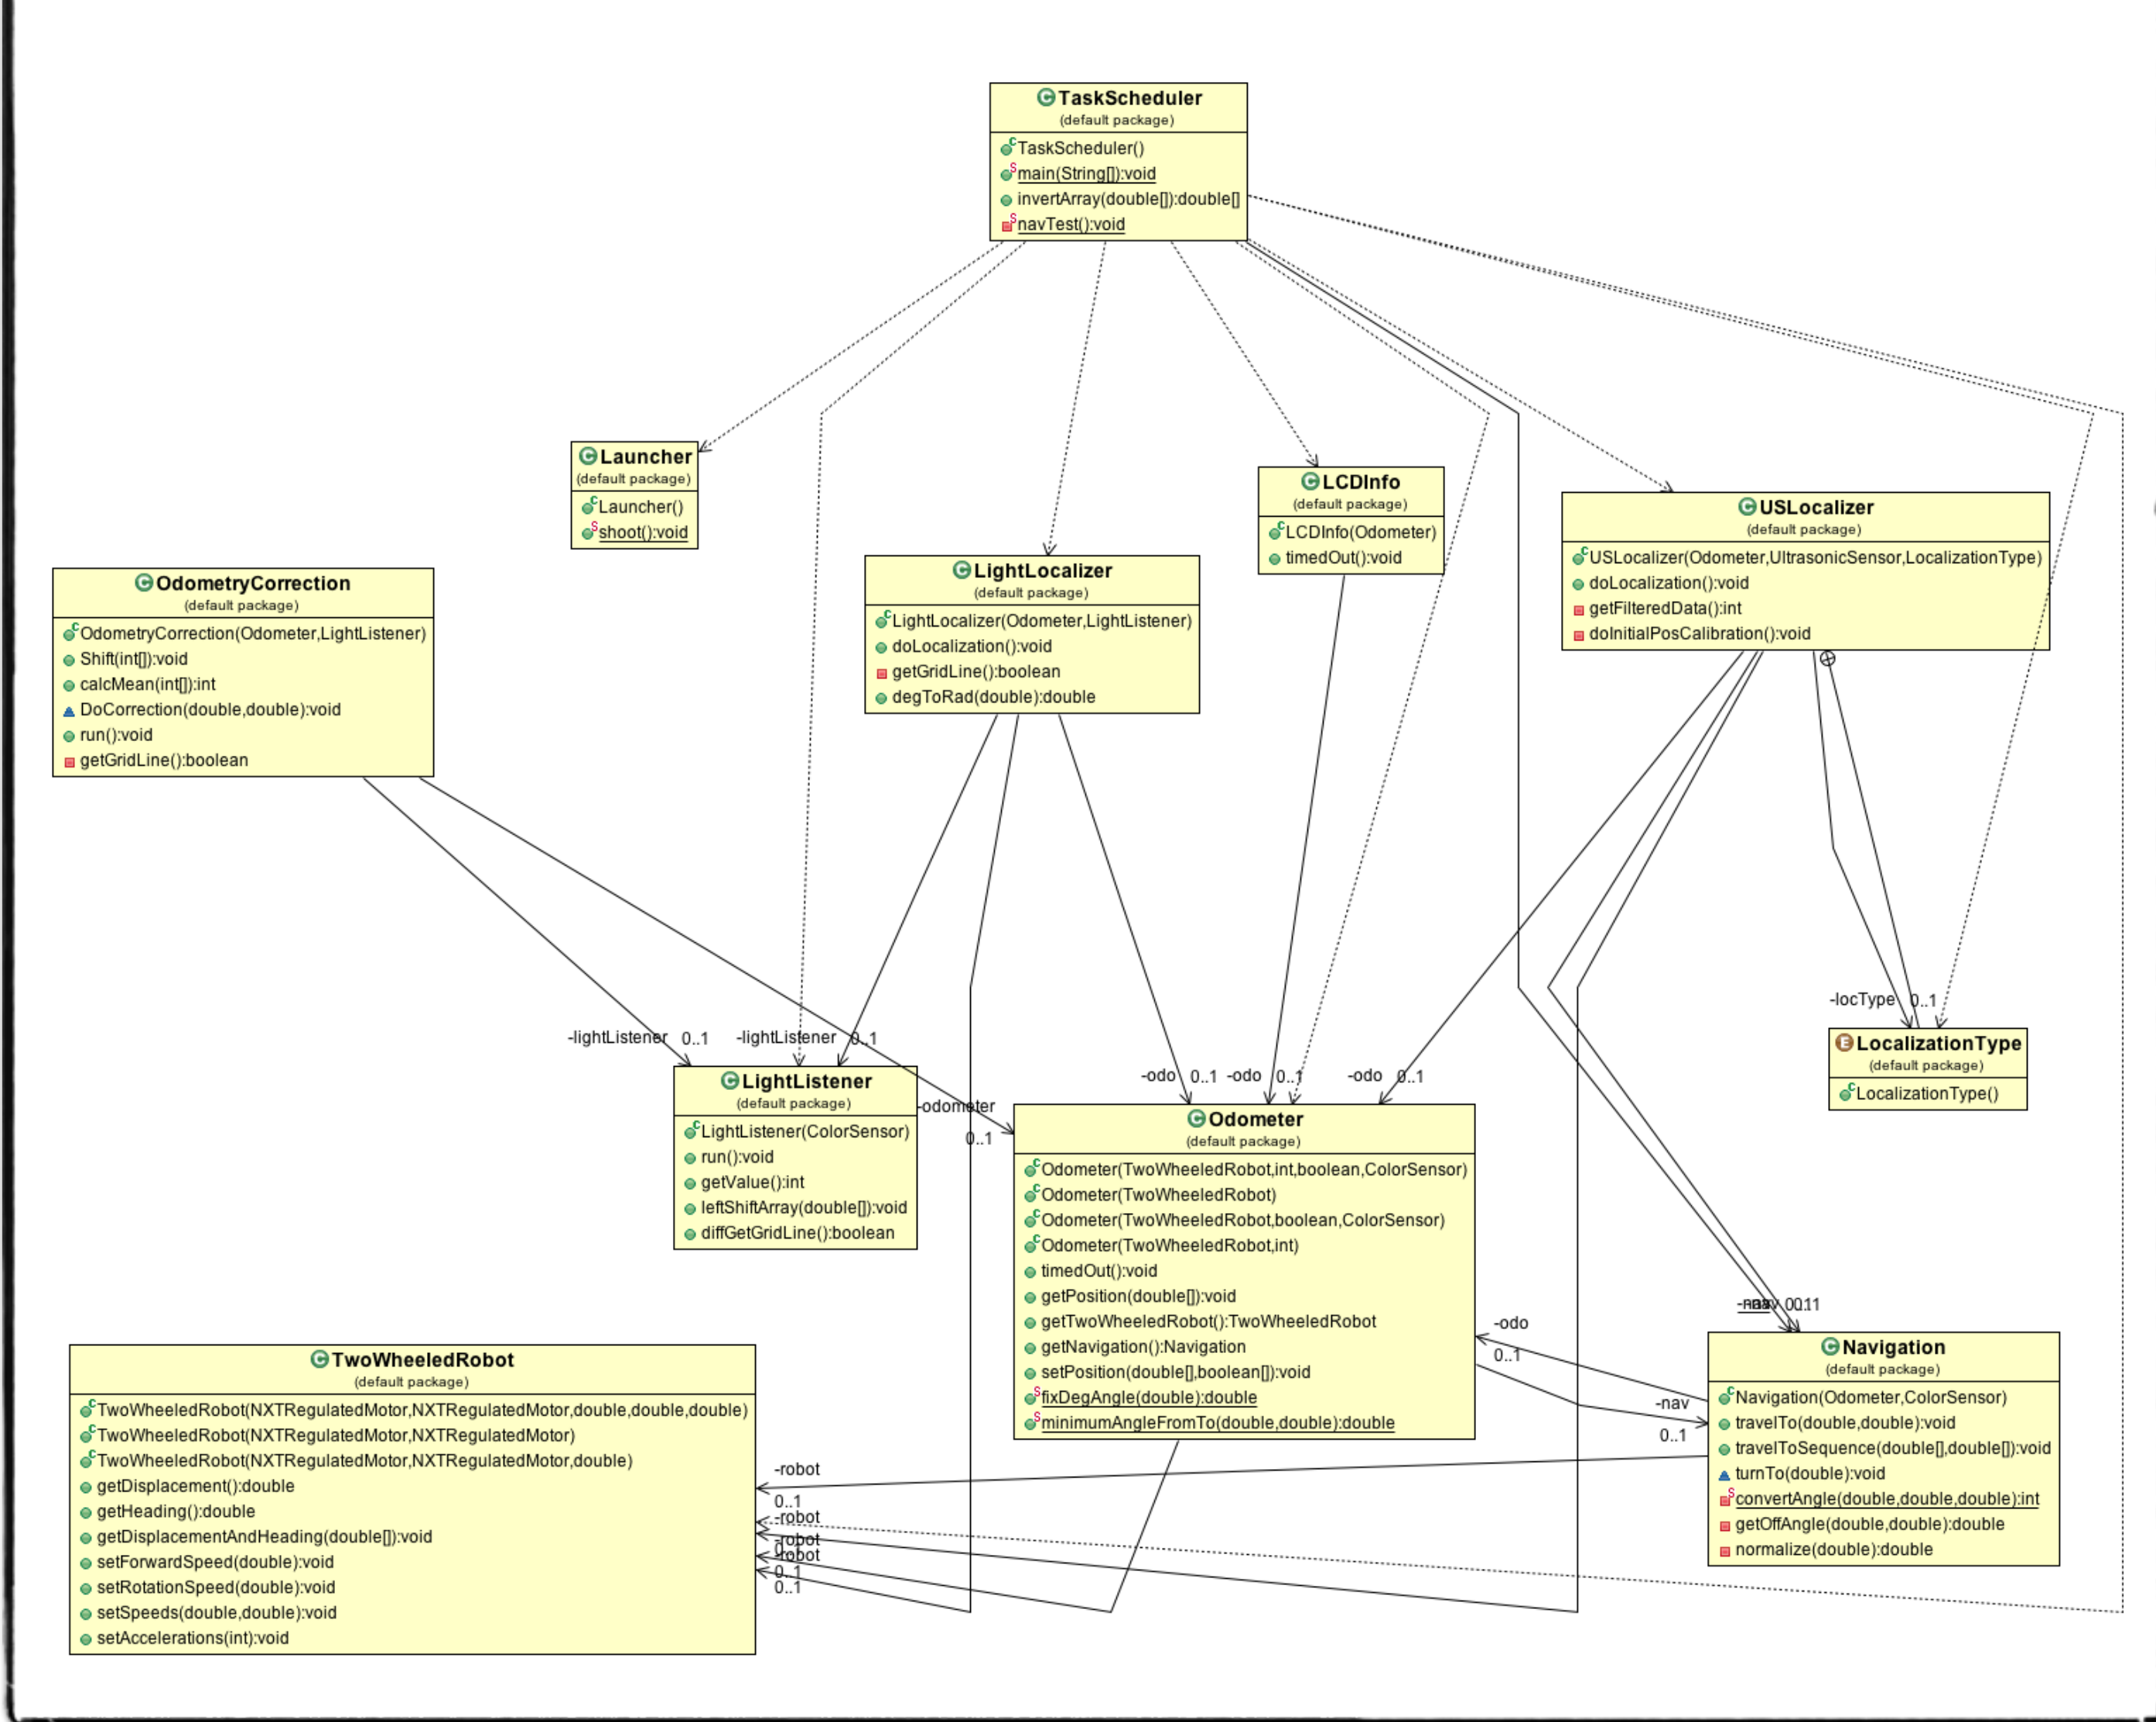 TaskScheduler
(default package)
TaskScheduler()
main(String[]):void
invertArray(double[]):double[]
navTest():void
Launcher
(default package)
Launcher()
shoot():void
LCDInfo
(default package)
LCDInfo(Odometer)
timedOut():void
USLocalizer
(default package)
USLocalizer(Odometer,UltrasonicSensor,LocalizationType)
doLocalization():void
getFilteredData():int
doInitialPosCalibration():void
OdometryCorrection
(default package)
OdometryCorrection(Odometer,LightListener)
Shift(int[]):void
calcMean(int[]):int
DoCorrection(double,double):void
run():void
getGridLine():boolean
LightLocalizer
(default package)
LightLocalizer(Odometer,LightListener)
doLocalization():void
getGridLine():boolean
degToRad(double):double
-locType 0..1
LocalizationType
(default package)
LocalizationType()
-lightListener 0..1
-lightListener 0..1
LightListener
(default package)
LightListener(ColorSensor)
run():void
getValue():int
leftShiftArray(double[]):void
diffGetGridLine():boolean
-odometer
0..1
-odo 0..1
-odo 0..1
-odo 0..1
Odometer
(default package)
Odometer(TwoWheeledRobot,int,boolean,ColorSensor)
Odometer(TwoWheeledRobot)
Odometer(TwoWheeledRobot,boolean,ColorSensor)
Odometer(TwoWheeledRobot,int)
timedOut():void
getPosition(double[]):void
getTwoWheeledRobot():TwoWheeledRobot
getNavigation():Navigation
setPosition(double[],boolean[]):void
fixDegAngle(double):double
minimumAngleFromTo(double,double):double
-odo
0..1
-nav
0..1
Navigation
(default package)
Navigation(Odometer,ColorSensor)
travelTo(double,double):void
travelToSequence(double[],double[]):void
turnTo(double):void
convertAngle(double,double,double):int
getOffAngle(double,double):double
normalize(double):double
TwoWheeledRobot
(default package)
TwoWheeledRobot(NXTRegulatedMotor,NXTRegulatedMotor,double,double,double)
TwoWheeledRobot(NXTRegulatedMotor,NXTRegulatedMotor)
TwoWheeledRobot(NXTRegulatedMotor,NXTRegulatedMotor,double)
getDisplacement():double
getHeading():double
getDisplacementAndHeading(double[]):void
setForwardSpeed(double):void
setRotationSpeed(double):void
setSpeeds(double,double):void
setAccelerations(int):void
-robot
0..1
-robot
-robot
-robot
0..1
0..1